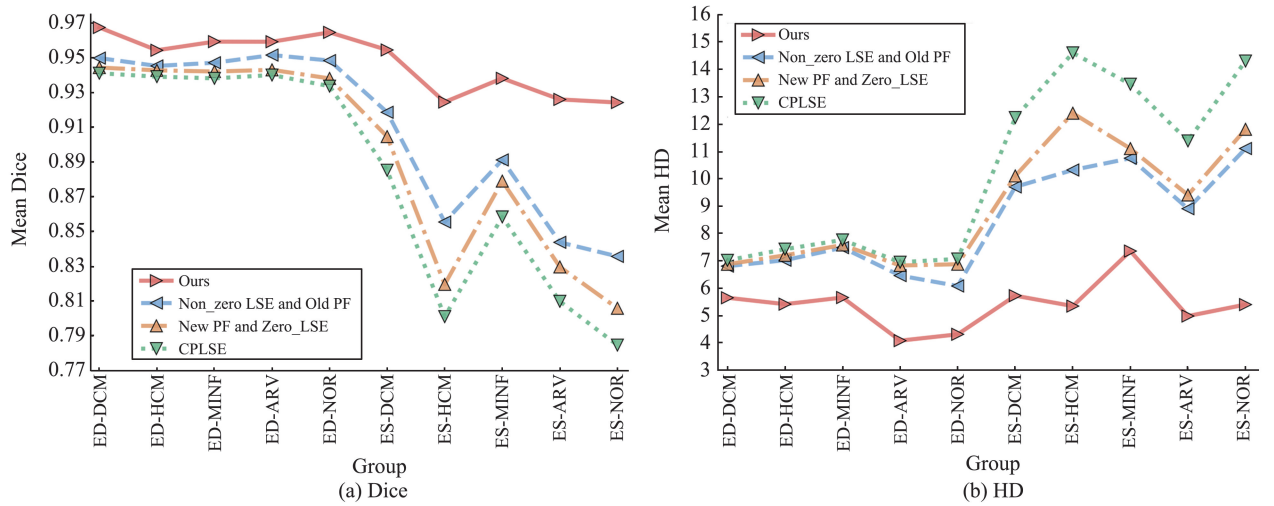 0.97
0.95
0.93
0.91
0.89
0.87
0.85
0.83
0.81
0.79
0.77
Mean Dice
Ours
Non_zero LSE and Old PF
New PF and Zero_LSE
CPLSE
ED-DCM
ED-HCM
ED-MINF
ED-ARV
ED-NOR
ES-DCM
ES-HCM
ES-MINF
ES-ARV
ES-NOR
Group
(a) Dice
16
15
14
13
12
11
10
9
8
7
6
5
4
3
Mean HD
Ours
Non_zero LSE and Old PF
New PF and Zero_LSE
CPLSE
ED-DCM
ED-HCM
ED-MINF
ED-ARV
ED-NOR
ES-DCM
ES-HCM
ES-MINF
ES-ARV
ES-NOR
Group
(b) HD